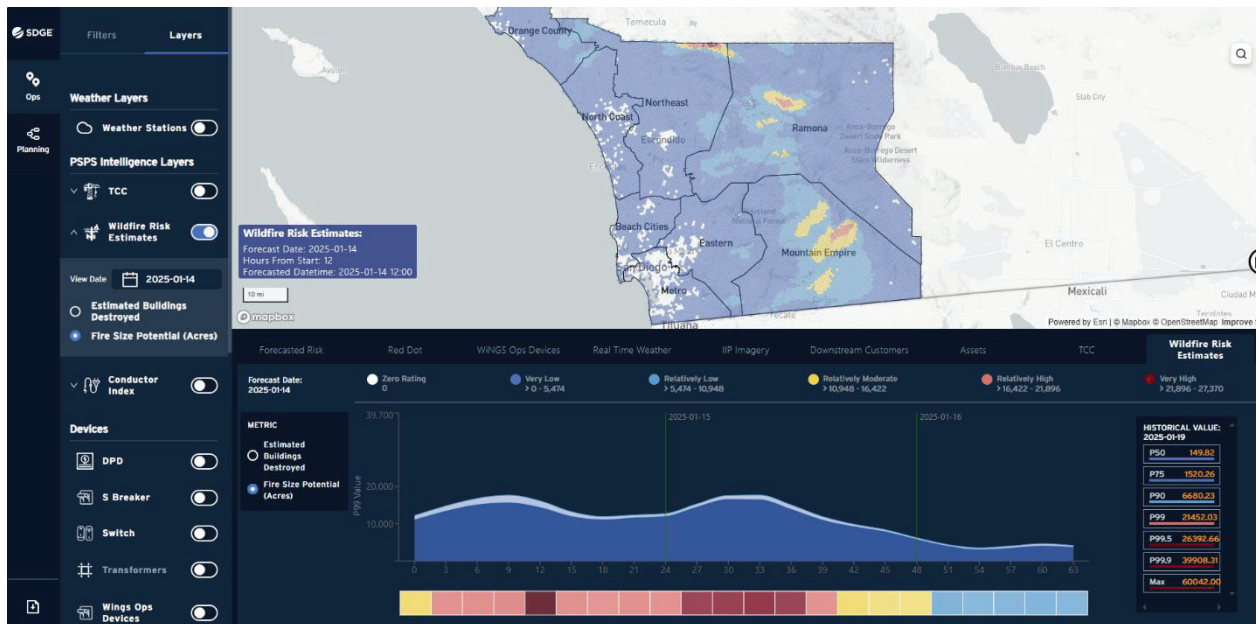 SDGE
Filters
Layers
Ops
Planning
Weather Layers
Weather Stations
PSPS Intelligence Layers
TCC
Wildfire Risk
Estimates
View Date
2025-01-14
Estimated Buildings
Destroyed
Fire Size Potential (Acres)
Conductor
Index
Devices
DPD
S Breaker
Switch
Transformers
Wings Ops
Devices
Temecula
Orange County
Avalon
Bombay Beach
Slab City
Northeast
North Coast
Escondido
Ramona
Anza-Borrego
Desert State Park
Anza-Borrego Desert
State Wilderness
Cleveland
National Forest
Beach Cities
Eastern
Mountain Empire
San Diego
Metro
El Centro
Mexicali
Ciudad M
Tecolotes
Campo
Tecate
Tijuana
Wildfire Risk Estimates:
Forecast Date: 2025-01-14
Hours From Start: 12
Forecasted Datetime: 2025-01-14 12:00
10 mi
mapbox
Powered by Esri | © Mapbox © OpenStreetMap Improve
Forecasted Risk
Red Dot
WiNGS Ops Devices
Real Time Weather
IIP Imagery
Downstream Customers
Assets
TCC
Wildfire Risk
Estimates
Forecast Date:
2025-01-14
Zero Rating
0
Very Low
> 0 - 5,474
Relatively Low
> 5,474 - 10,948
Relatively Moderate
> 10,948 - 16,422
Relatively High
> 16,422 - 21,896
Very High
> 21,896 - 27,370
METRIC
Estimated
Buildings
Destroyed
Fire Size Potential
(Acres)
P99 Value
39,700
20,000
10,000
2025-01-15
2025-01-16
0 3 6 9 12 15 18 21 24 27 30 33 36 39 42 45 48 51 54 57 60 63
HISTORICAL VALUE:
2025-01-19
P50 149.82
P75 1520.26
P90 6680.23
P99 21452.03
P99.5 26392.66
P99.9 39908.31
Max 60042.00